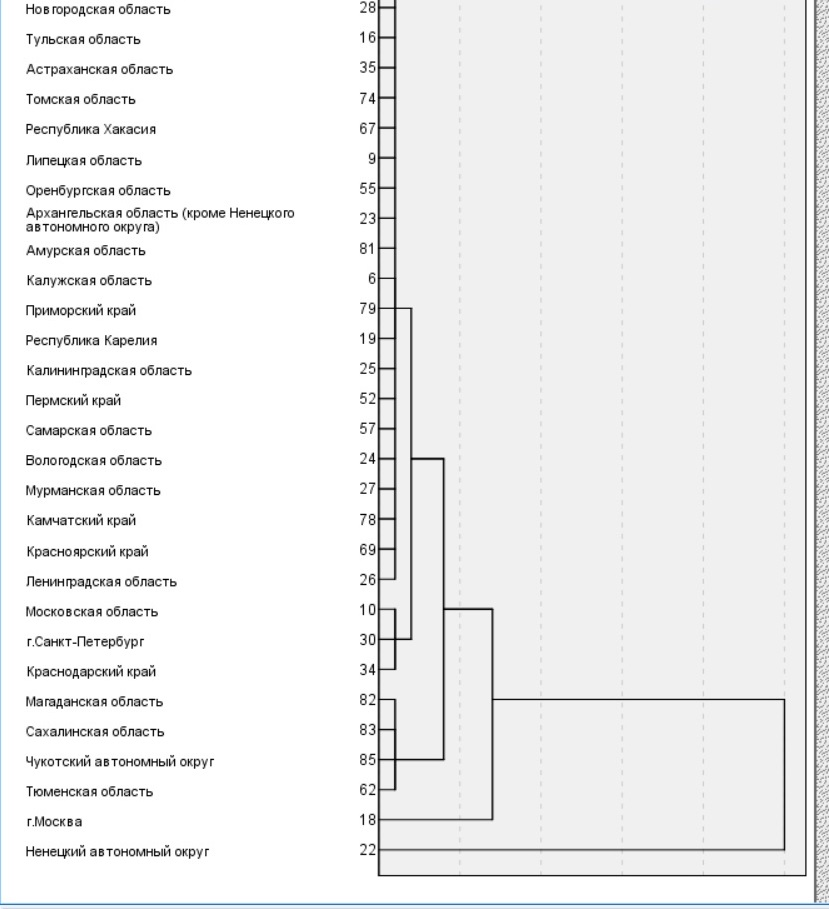 Новгородская область 28
Тульская область 16
Астраханская область 35
Томская область 74
Республика Хакасия 67
Липецкая область 9
Оренбургская область 55
Архангельская область (кроме Ненецкого
автономного округа) 23
Амурская область 81
Калужская область 6
Приморский край 79
Республика Карелия 19
Калининградская область 25
Пермский край 52
Самарская область 57
Вологодская область 24
Мурманская область 27
Камчатский край 78
Красноярский край 69
Ленинградская область 26
Московская область 10
г.Санкт-Петербург 30
Краснодарский край 34
Магаданская область 82
Сахалинская область 83
Чукотский автономный округ 85
Тюменская область 62
г.Москва 18
Ненецкий автономный округ 22